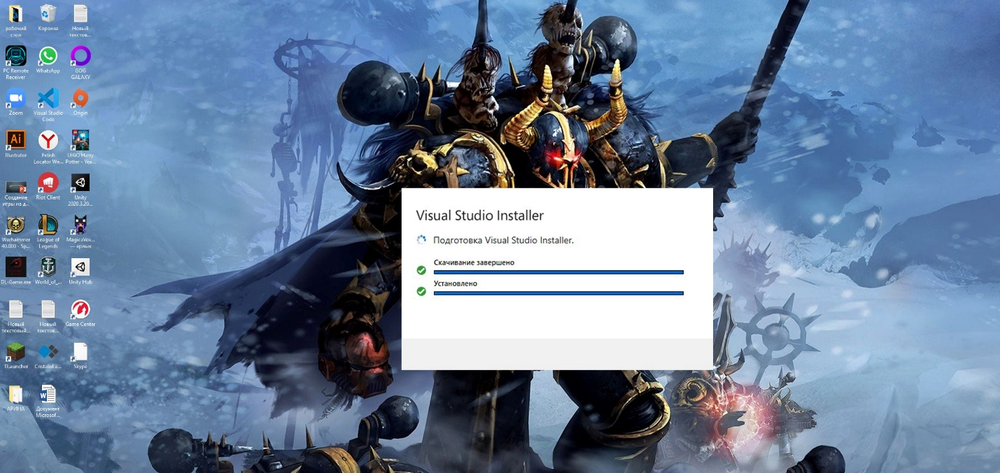 рабочий
стол
Корзина
Новый
текстов...
PC Remote
Receiver
WhatsApp
GOG
GALAXY
Zoom
Visual Studio
Code
Origin
Ai
Illustrator
Fetish
Locator We...
LEGO Harry
Potter - Yea...
Создание
игры на д...
Riot Client
Unity
2020.3.20...
Warhammer
40.000 - Sp...
League of
Legends
MagicaVox...
— ярлык
DL-Game.exe
World_of_...
Unity Hub
Новый
текстовый...
Новый
текстов...
Game Center
TLauncher
CristalixLa...
Skype
АРИНА
Документ
Microsof...
Visual Studio Installer
Подготовка Visual Studio Installer.
Скачивание завершено
Установлено